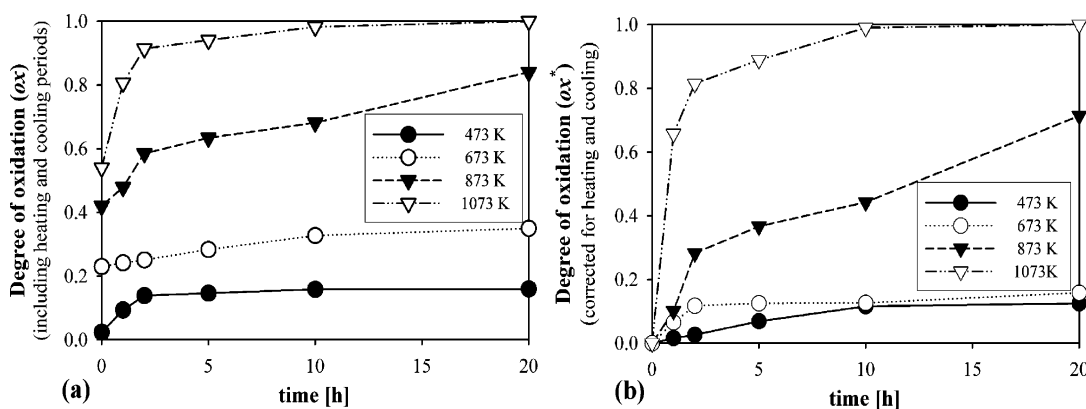 Degree of oxidation (ox)
(including heating and cooling periods)
1.0
0.8
0.6
0.4
0.2
0.0
473 K
673 K
873 K
1073 K
0 5 10 15 20
(a) time [h]
Degree of oxidation (ox*)
(corrected for heating and cooling)
1.0
0.8
0.6
0.4
0.2
0.0
473 K
673 K
873 K
1073K
0 5 10 15 20
(b) time [h]